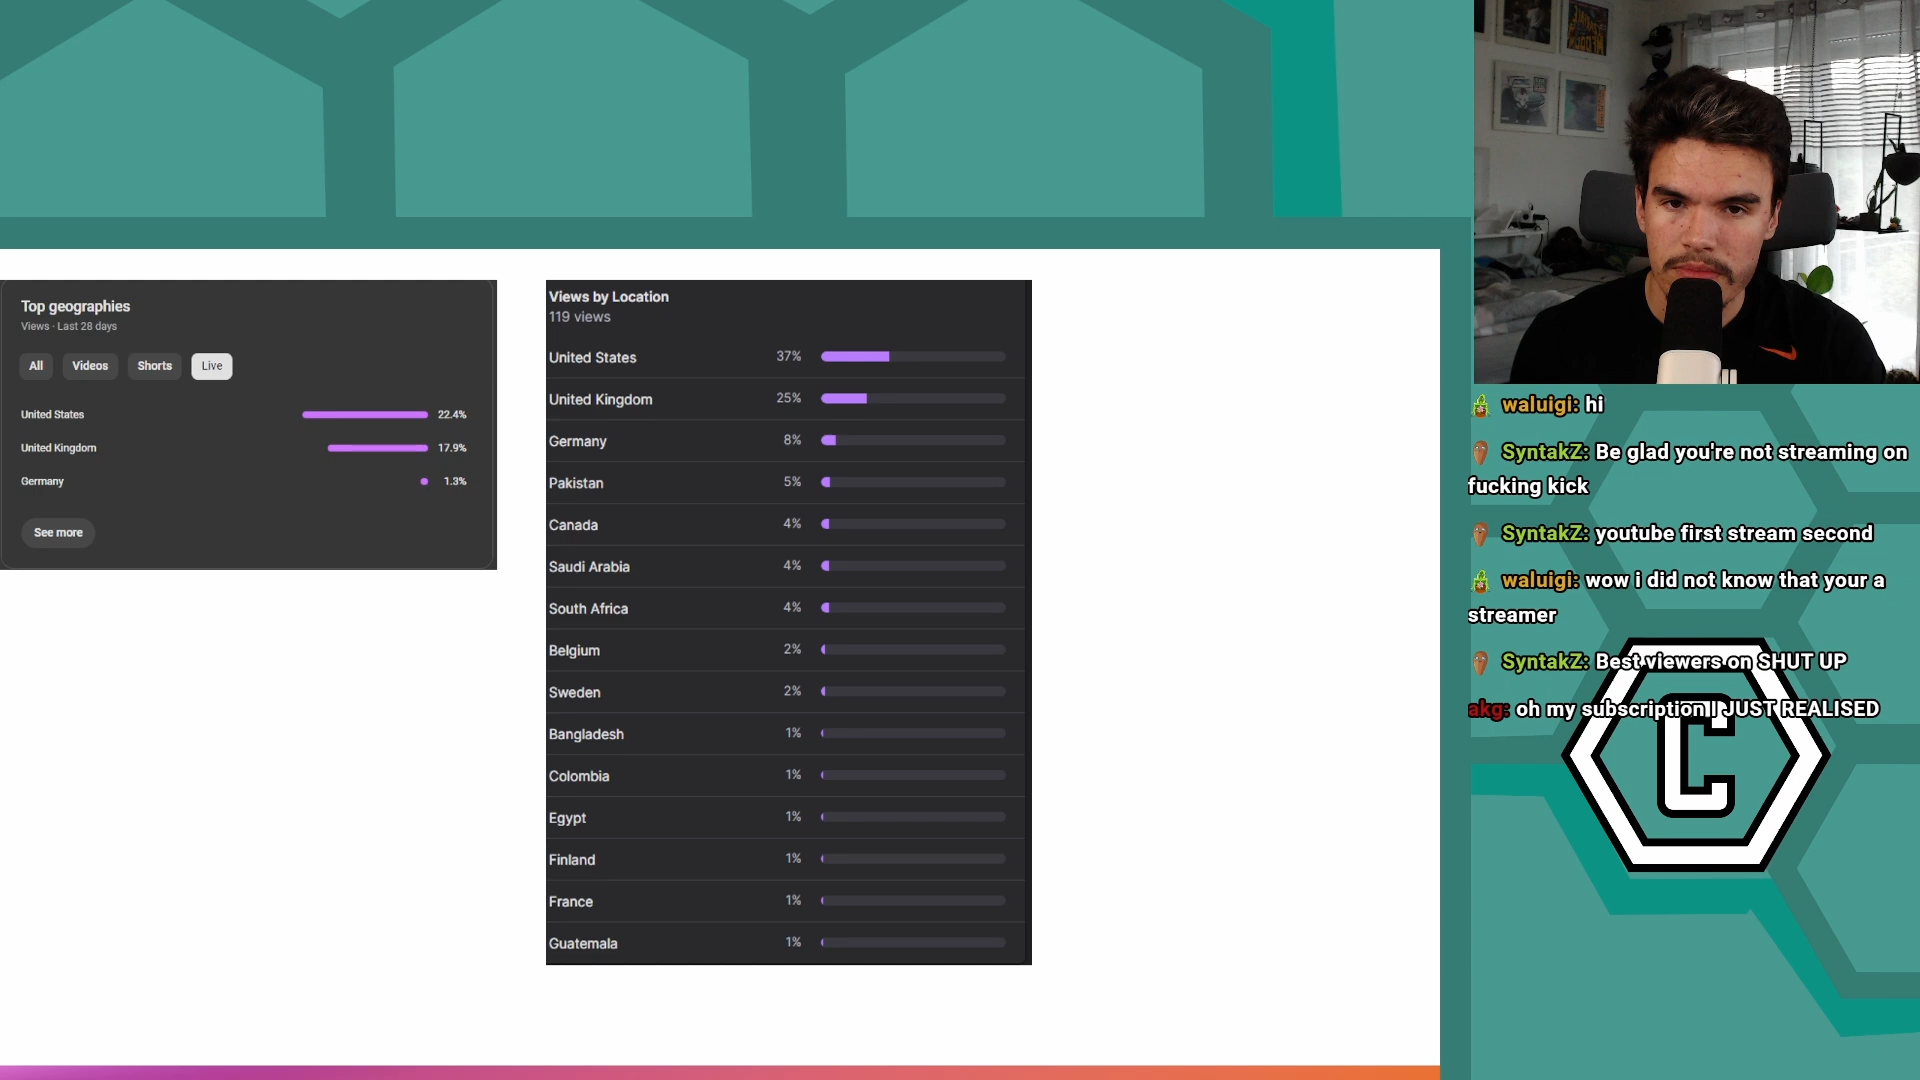 Top geographies
Views · Last 28 days
All Videos Shorts Live
United States 22.4%
United Kingdom 17.9%
Germany 1.3%
See more
Views by Location
119 views
United States 37%
United Kingdom 25%
Germany 8%
Pakistan 5%
Canada 4%
Saudi Arabia 4%
South Africa 4%
Belgium 2%
Sweden 2%
Bangladesh 1%
Colombia 1%
Egypt 1%
Finland 1%
France 1%
Guatemala 1%
waluigi: hi
SyntakZ: Be glad you're not streaming on
fucking kick
SyntakZ: youtube first stream second
waluigi: wow i did not know that your a
streamer
SyntakZ: Best viewers on SHUT UP
akg: oh my subscription I JUST REALISED
C